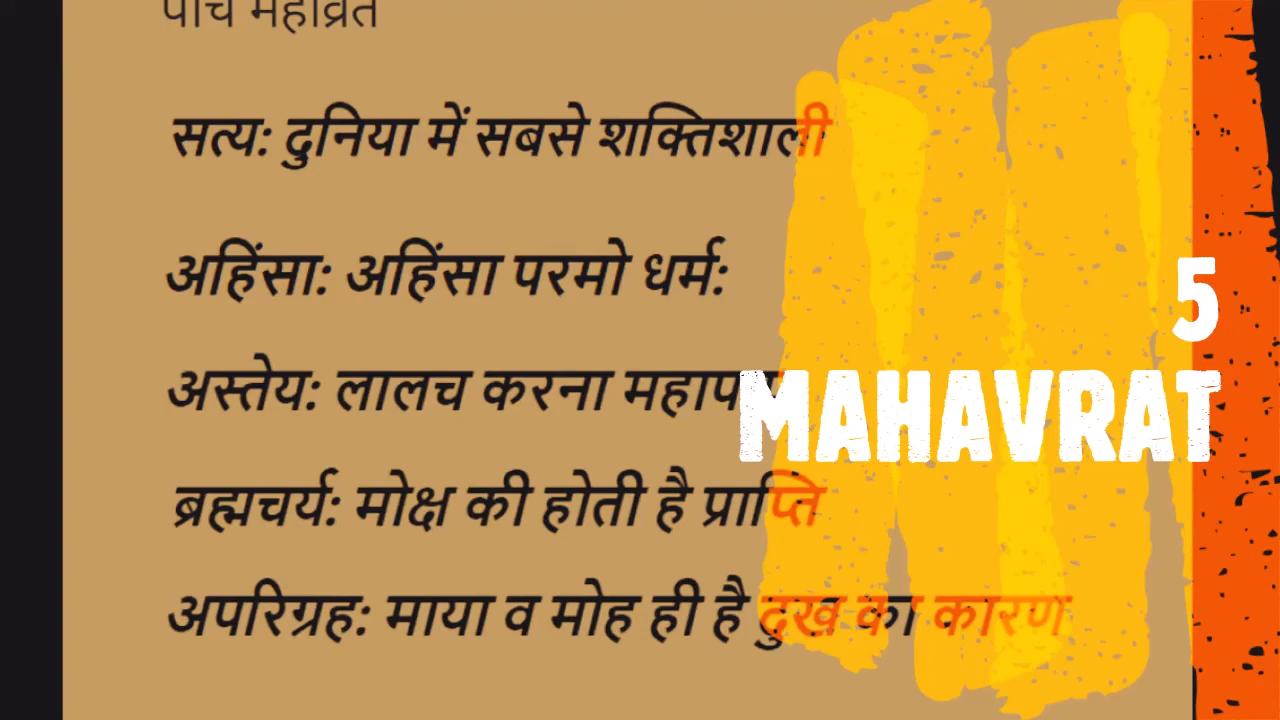 पांच महाव्रत
सत्य: दुनिया में सबसे शक्तिशाली
अहिंसा: अहिंसा परमो धर्म:
अस्तेय: लालच करना
ब्रह्मचर्य: मोक्ष की होती है प्राप्ति
अपरिग्रह: माया व मोह ही है दुख का कारण
5
MAHAVRAT